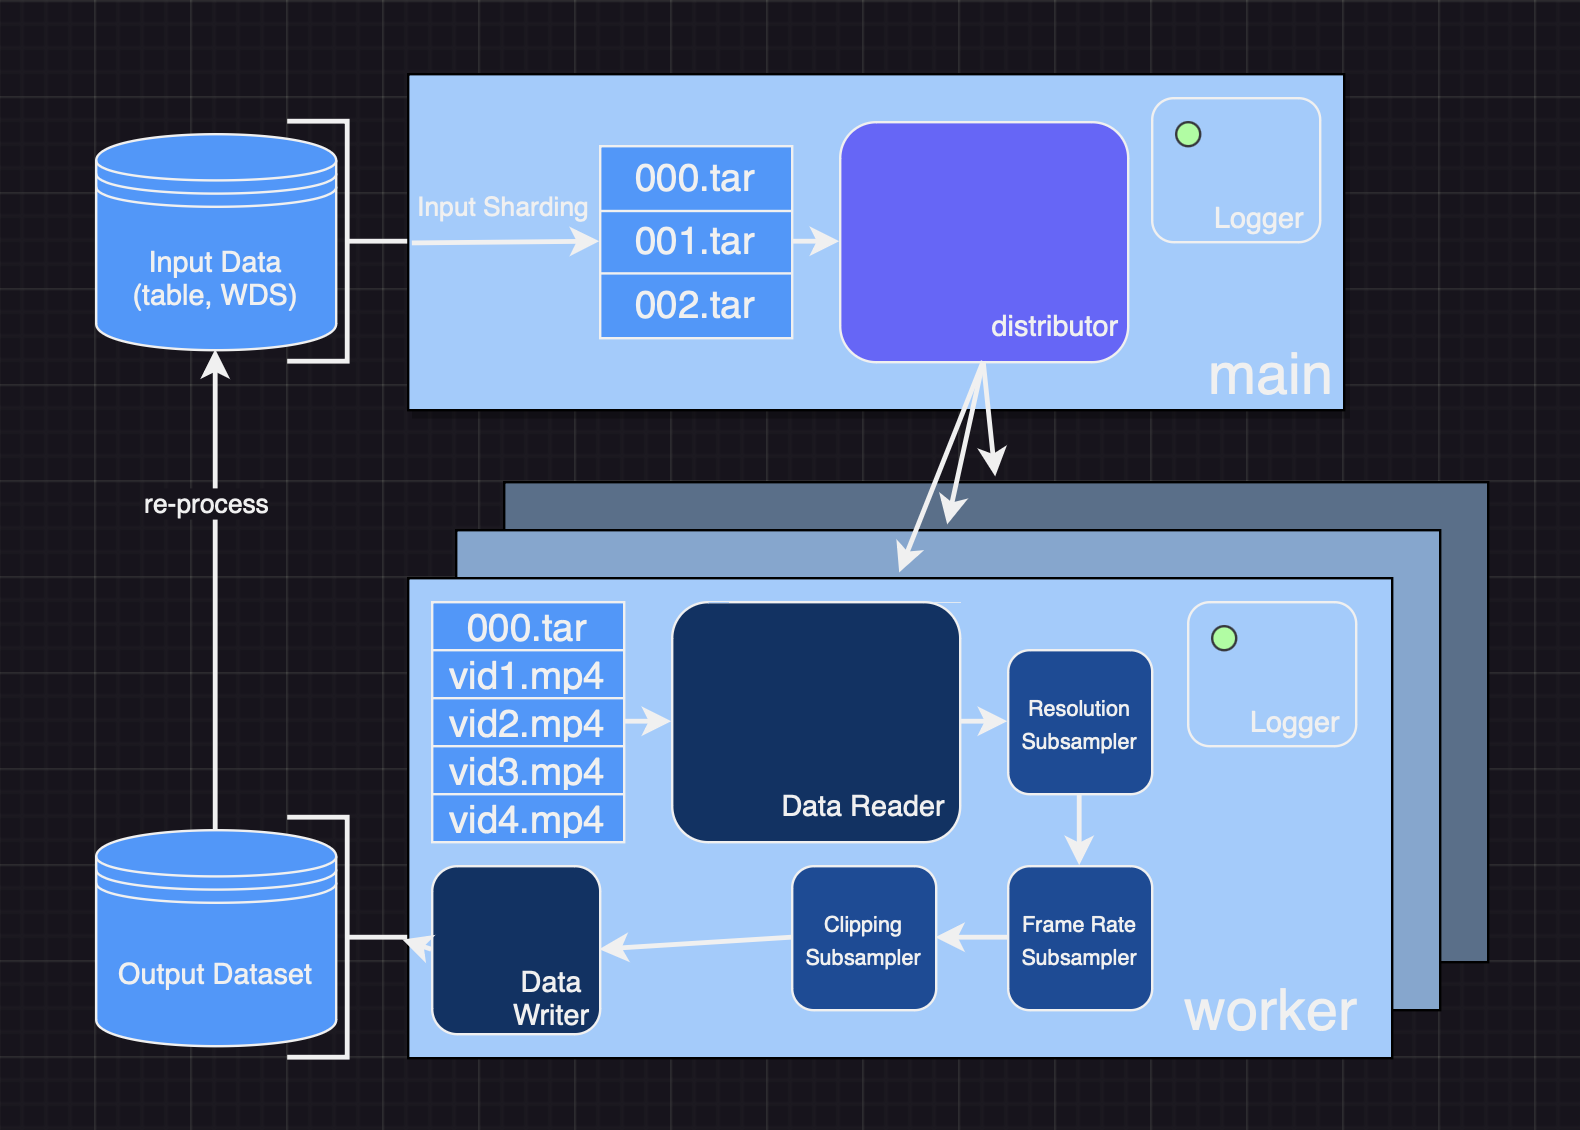 Input Data
(table, WDS)
Input Sharding
000.tar
001.tar
002.tar
distributor
Logger
main
re-process
000.tar
vid1.mp4
vid2.mp4
vid3.mp4
vid4.mp4
Data Reader
Resolution
Subsampler
Logger
Output Dataset
Data
Writer
Clipping
Subsampler
Frame Rate
Subsampler
worker